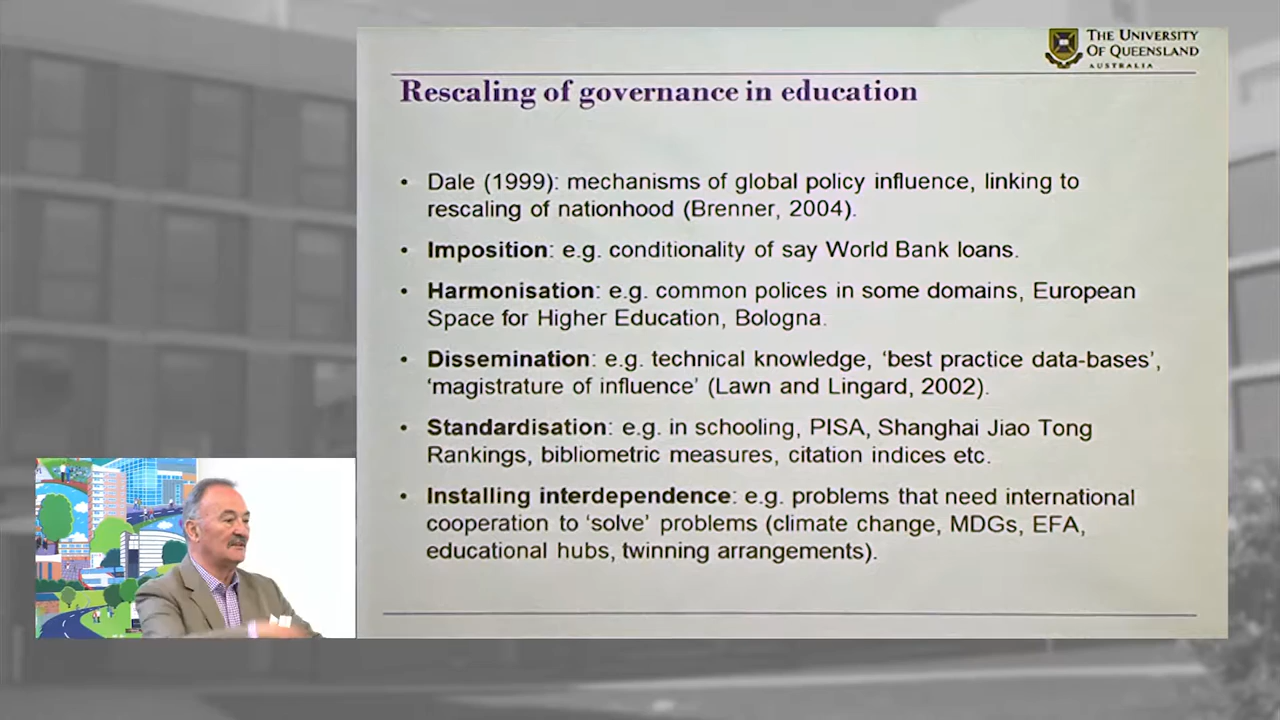 THE UNIVERSITY
OF QUEENSLAND
AUSTRALIA
Rescaling of governance in education
• Dale (1999): mechanisms of global policy influence, linking to
rescaling of nationhood (Brenner, 2004).
• Imposition: e.g. conditionality of say World Bank loans.
• Harmonisation: e.g. common polices in some domains, European
Space for Higher Education, Bologna.
• Dissemination: e.g. technical knowledge, ‘best practice data-bases’,
‘magistrature of influence’ (Lawn and Lingard, 2002).
• Standardisation: e.g. in schooling, PISA, Shanghai Jiao Tong
Rankings, bibliometric measures, citation indices etc.
• Installing interdependence: e.g. problems that need international
cooperation to ‘solve’ problems (climate change, MDGs, EFA,
educational hubs, twinning arrangements).